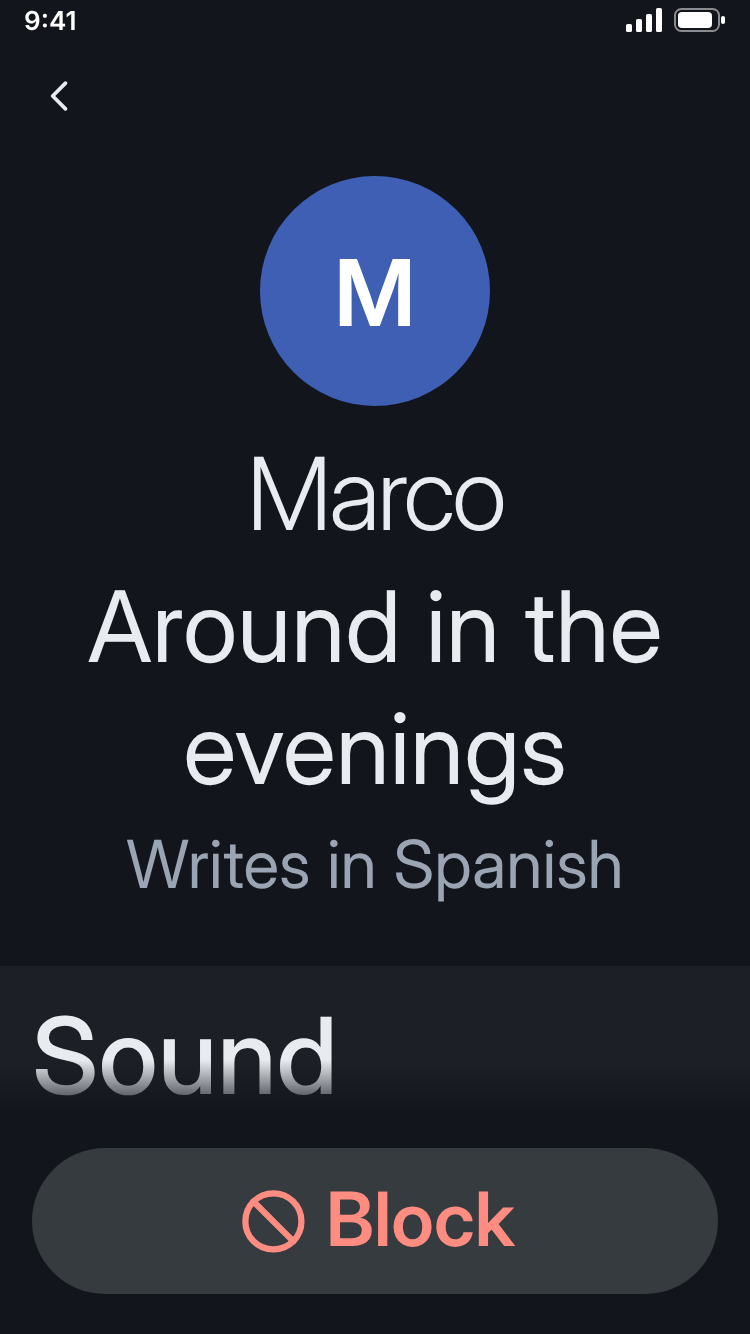 9:41
M
Marco
Around in the
evenings
Writes in Spanish
Sound
Block